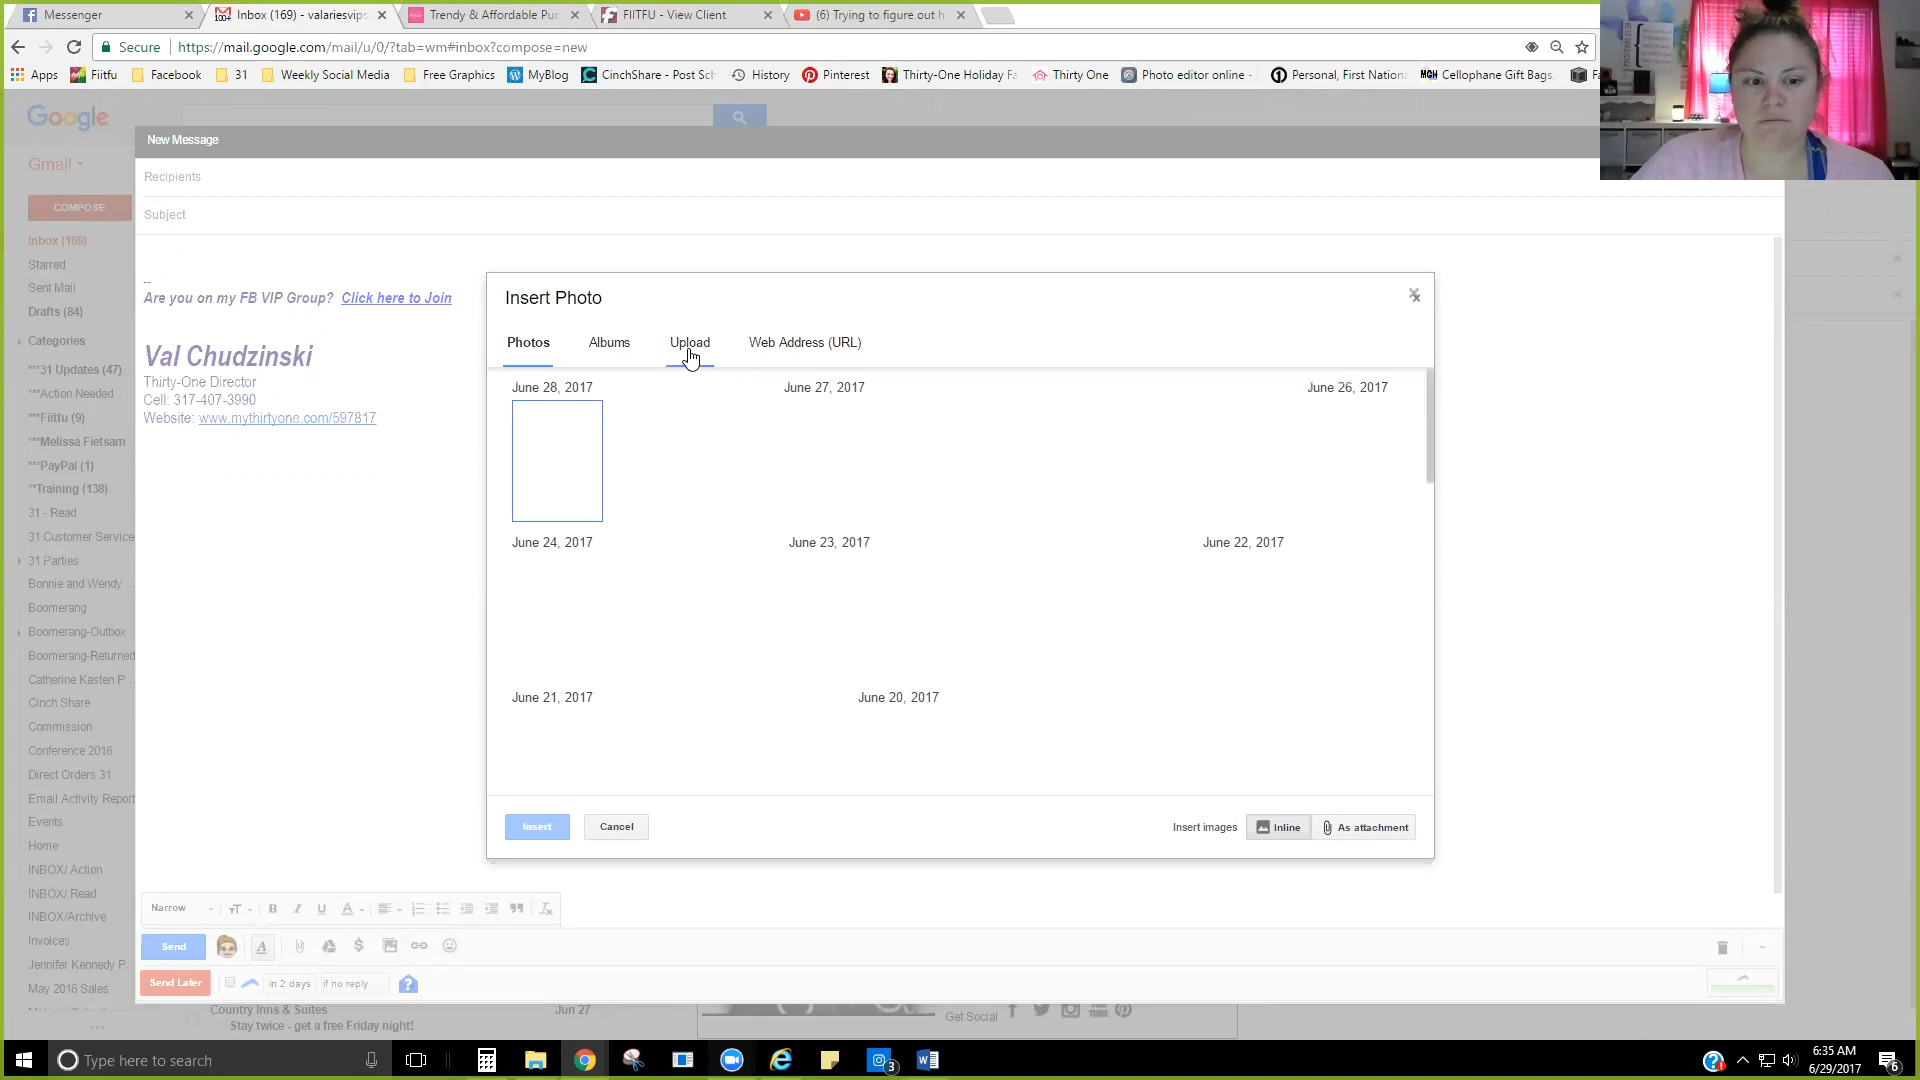 Messenger
Inbox (169) - valariesvips
Trendy & Affordable Pur
FIITFU - View Client
(6) Trying to figure out h
Secure
https://mail.google.com/mail/u/0/?tab=wm#inbox?compose=new
Apps
Fiitfu
Facebook
31
Weekly Social Media
Free Graphics
MyBlog
CinchShare - Post Sch
History
Pinterest
Thirty-One Holiday Fa
Thirty One
Photo editor online -
Personal, First Nation
Cellophane Gift Bags,
Google
New Message
Gmail
Recipients
COMPOSE
Subject
Inbox (169)
Starred
Sent Mail
Drafts (84)
Categories
***31 Updates (47)
***Action Needed
***Fiitfu (9)
***Melissa Fietsam
***PayPal (1)
**Training (138)
31 - Read
31 Customer Service
31 Parties
Bonnie and Wendy ...
Boomerang
Boomerang-Outbox
Boomerang-Returned
Catherine Kasten P...
Cinch Share
Commission
Conference 2016
Direct Orders 31
Email Activity Report
Events
Home
INBOX/ Action
INBOX/ Read
INBOX/Archive
Invoices
Jennifer Kennedy P.
May 2016 Sales
--
Are you on my FB VIP Group? Click here to Join
Val Chudzinski
Thirty-One Director
Cell: 317-407-3990
Website: www.mythirtyone.com/597817
Insert Photo
Photos
Albums
Upload
Web Address (URL)
June 28, 2017
June 27, 2017
June 26, 2017
June 24, 2017
June 23, 2017
June 22, 2017
June 21, 2017
June 20, 2017
Insert
Cancel
Insert images
Inline
As attachment
Narrow
Send
Send Later
in 2 days
if no reply
Country Inns & Suites
Jun 27
Stay twice - get a free Friday night!
Get Social
Type here to search
3
6:35 AM
6/29/2017
6